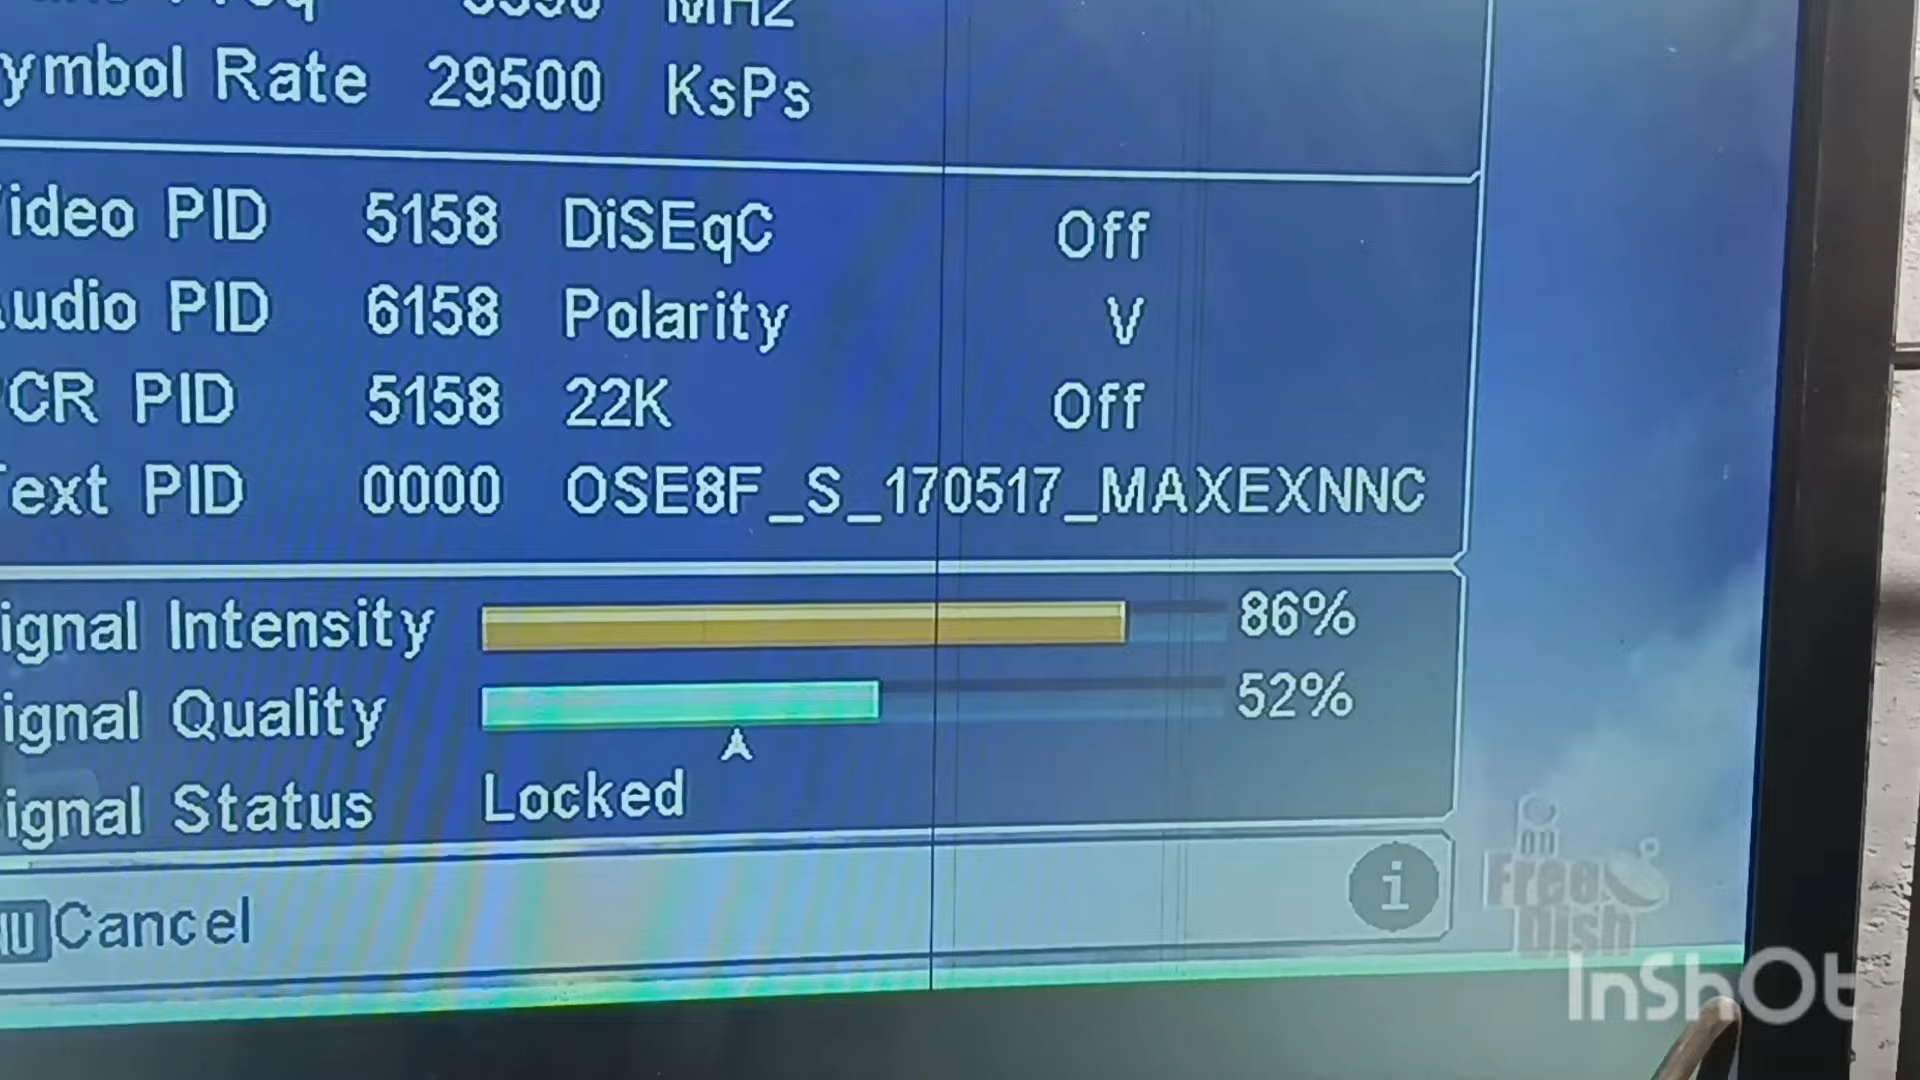 MHz
ymbol Rate 29500 KsPs
ideo PID 5158 DiSEqC Off
udio PID 6158 Polarity V
CR PID 5158 22K Off
ext PID 0000 OSE8F_S_170517_MAXEXNNC
ignal Intensity 86%
ignal Quality 52%
ignal Status Locked
Cancel
i
Free
Dish
InShOt